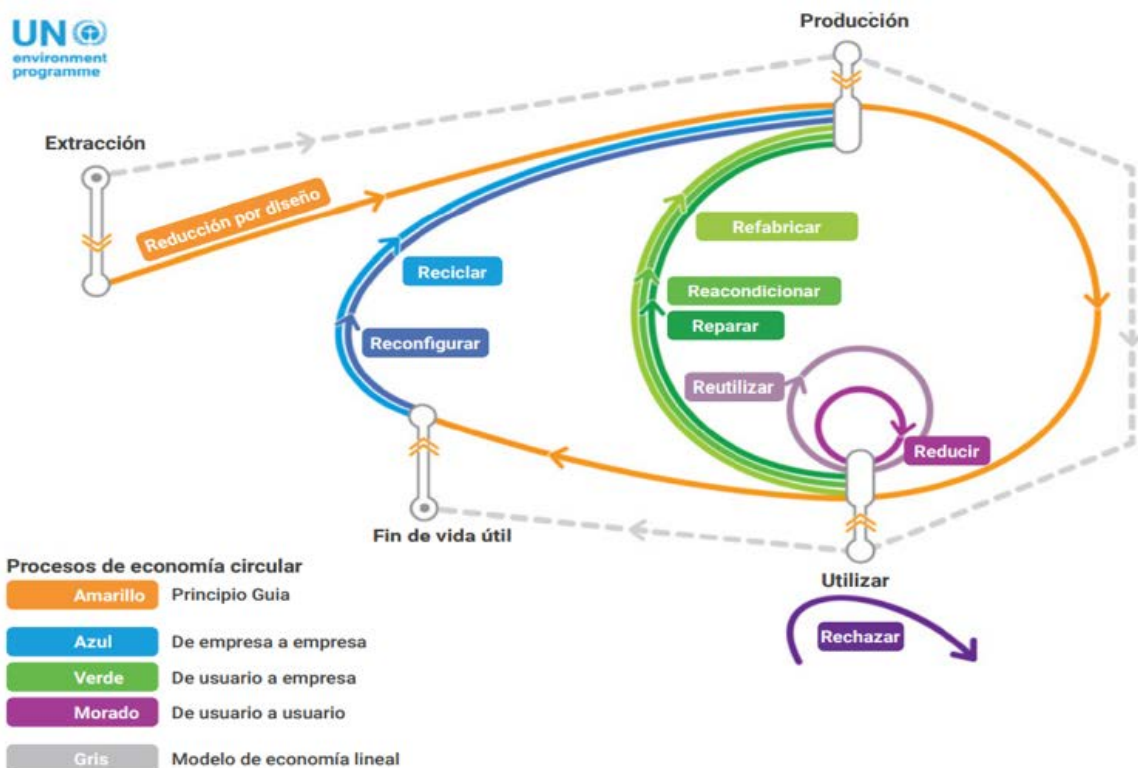 UN
environment
programme
Producción
Extracción
Reducción por dIseño
Refabricar
Reciclar
Reacondicionar
Reparar
Reconfigurar
Reutilizar
Reducir
Fin de vida útil
Utilizar
Rechazar
Procesos de economía circular
Amarillo Principio Guia
Azul De empresa a empresa
Verde De usuario a empresa
Morado De usuario a usuario
Gris Modelo de economía lineal